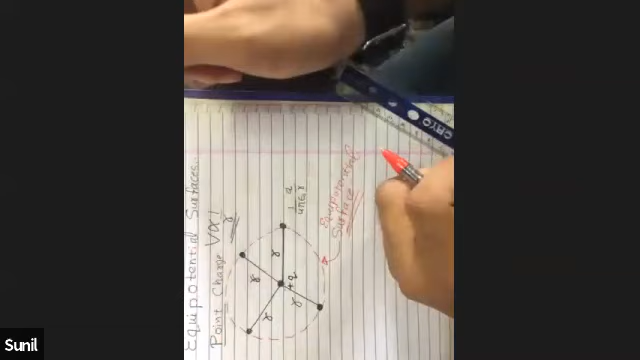 Equipotential Surfaces.
Point Charge V α 1
r
1 q
4πε₀ r
Equipotential
Surface
r
r
r
r
+q
Sunil